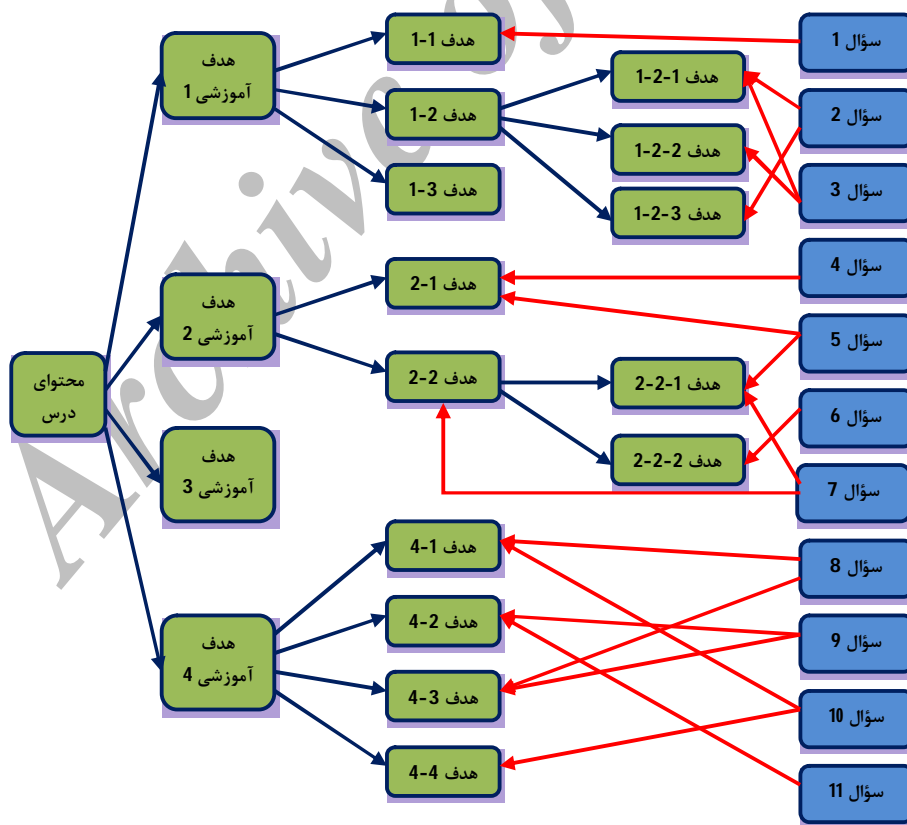 محتوای
درس
هدف
آموزشی 1
هدف
آموزشی 2
هدف
آموزشی 3
هدف
آموزشی 4
هدف 1-1
هدف 1-2
هدف 1-3
هدف 2-1
هدف 2-2
هدف 4-1
هدف 4-2
هدف 4-3
هدف 4-4
هدف 1-2-1
هدف 1-2-2
هدف 1-2-3
هدف 2-2-1
هدف 2-2-2
سؤال 1
سؤال 2
سؤال 3
سؤال 4
سؤال 5
سؤال 6
سؤال 7
سؤال 8
سؤال 9
سؤال 10
سؤال 11
Archive of